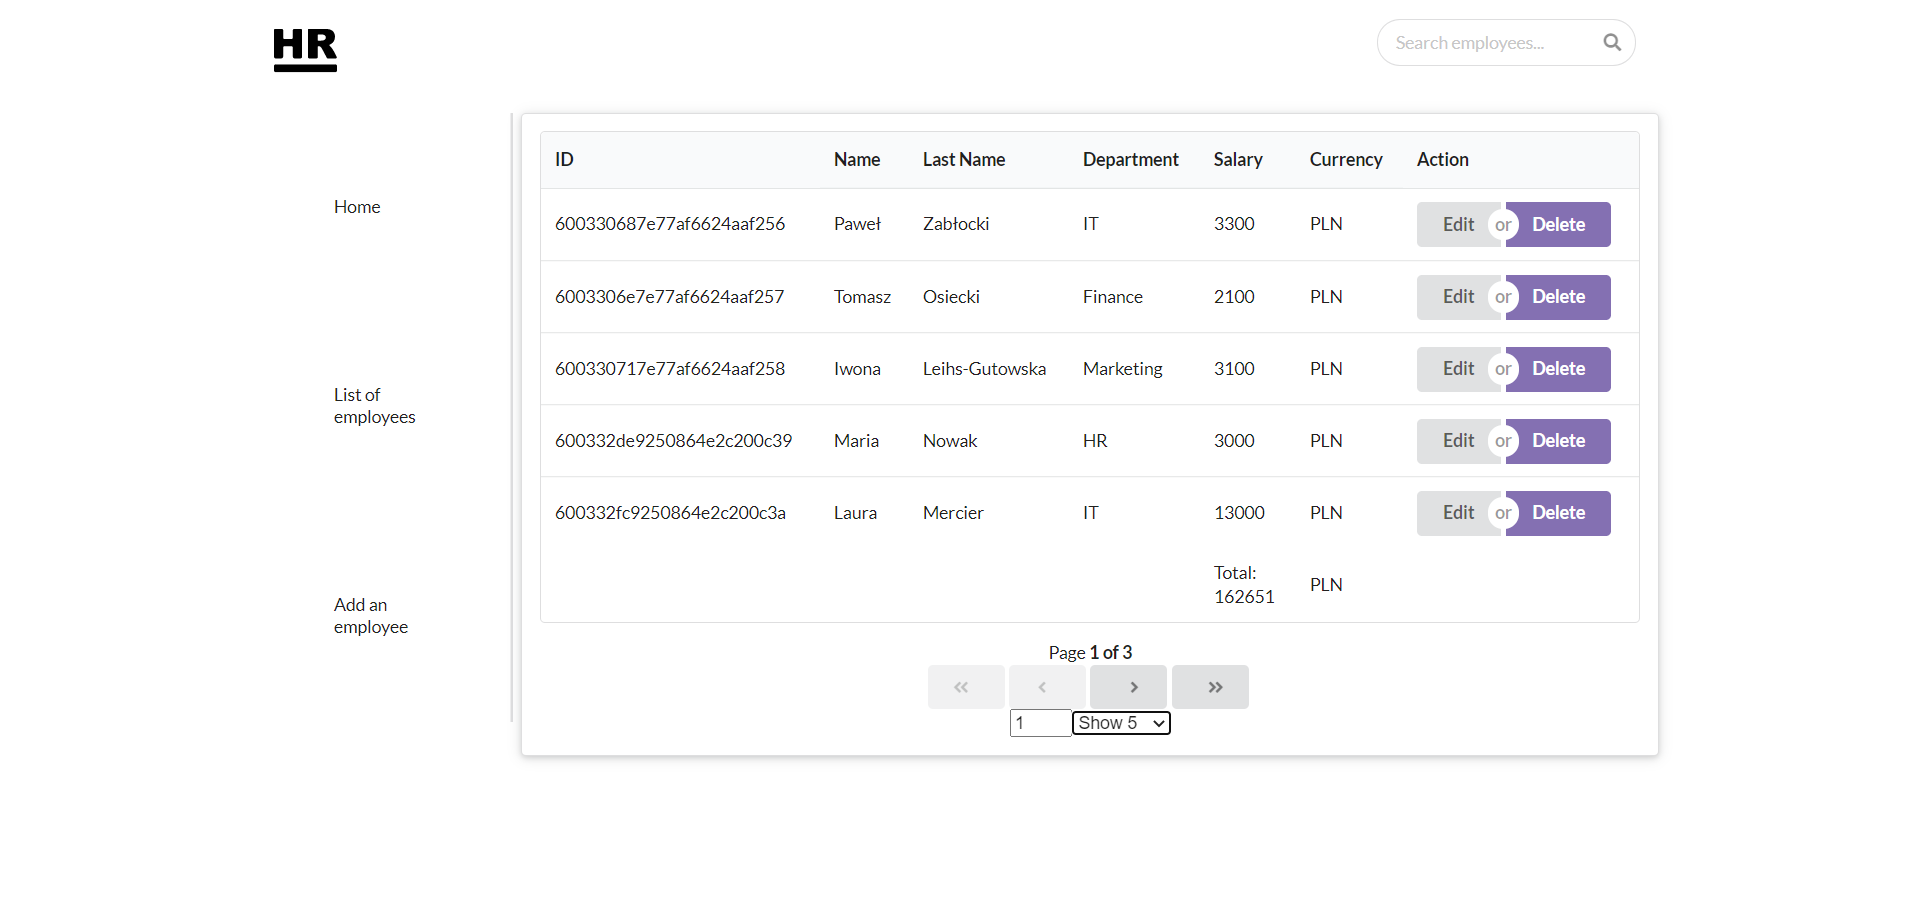 HR
Search employees...
Home
List of
employees
Add an
employee
ID Name Last Name Department Salary Currency Action
600330687e77af6624aaf256 Paweł Zabłocki IT 3300 PLN Edit or Delete
6003306e7e77af6624aaf257 Tomasz Osiecki Finance 2100 PLN Edit or Delete
600330717e77af6624aaf258 Iwona Leihs-Gutowska Marketing 3100 PLN Edit or Delete
600332de9250864e2c200c39 Maria Nowak HR 3000 PLN Edit or Delete
600332fc9250864e2c200c3a Laura Mercier IT 13000 PLN Edit or Delete
Total:
162651 PLN
Page 1 of 3
« ‹ › »
1 Show 5